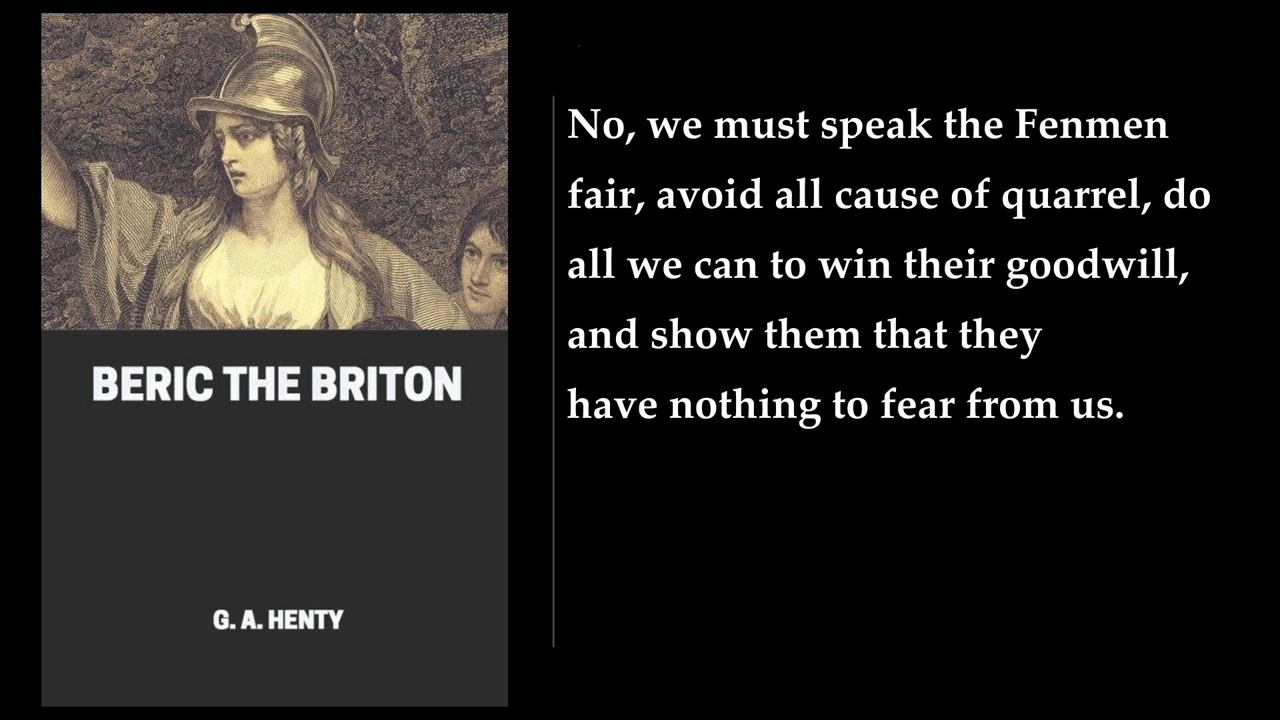 BERIC THE BRITON
G. A. HENTY
No, we must speak the Fenmen
fair, avoid all cause of quarrel, do
all we can to win their goodwill,
and show them that they
have nothing to fear from us.